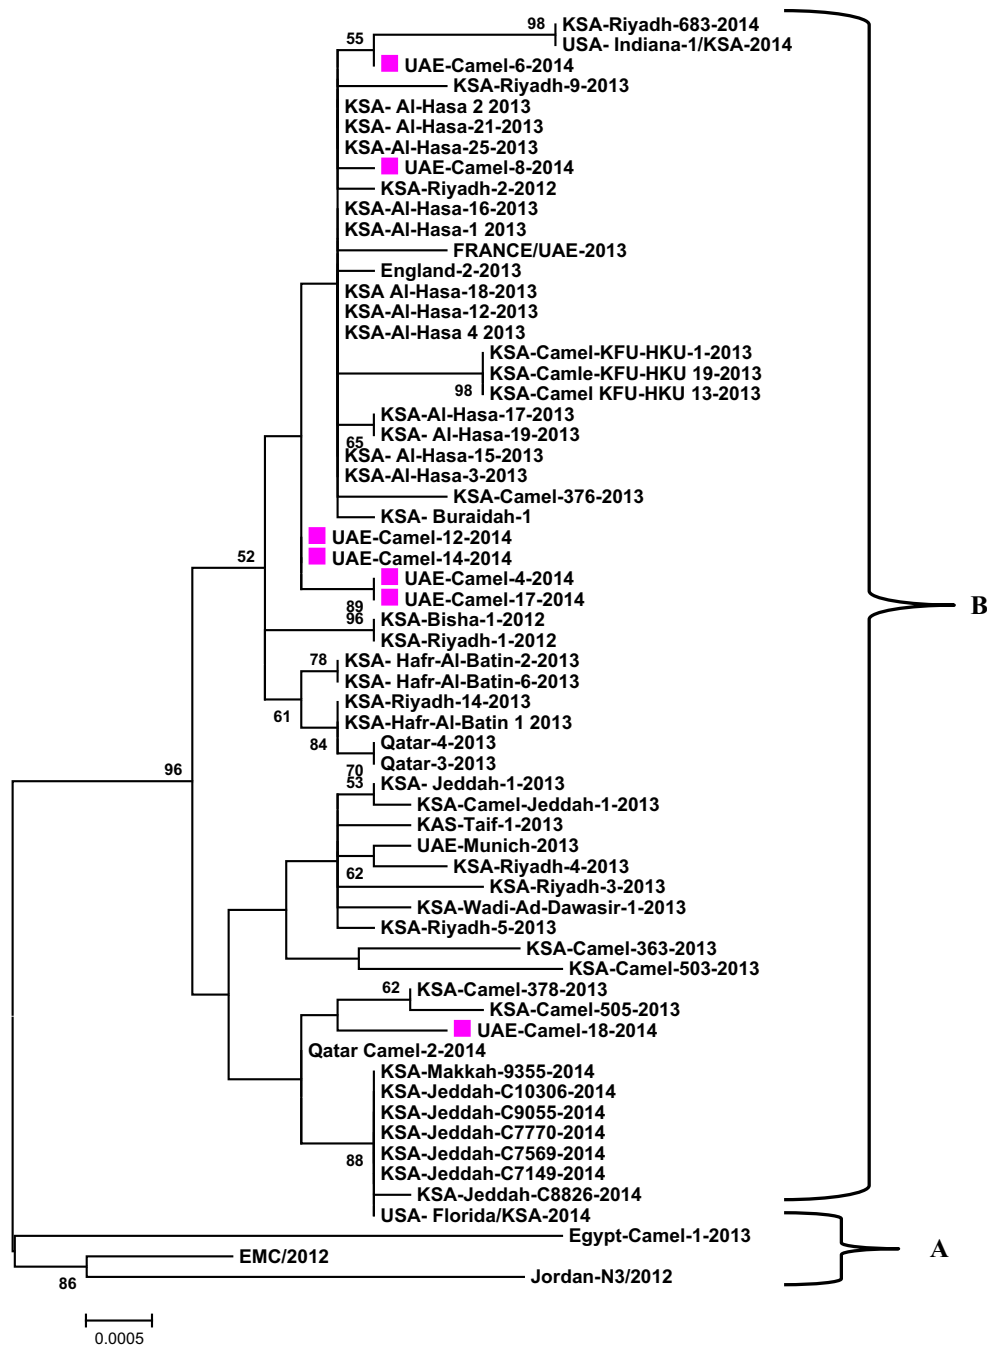 98
KSA-Riyadh-683-2014
55
USA- Indiana-1/KSA-2014
UAE-Camel-6-2014
KSA-Riyadh-9-2013
KSA- Al-Hasa 2 2013
KSA- Al-Hasa-21-2013
KSA-Al-Hasa-25-2013
UAE-Camel-8-2014
KSA-Riyadh-2-2012
KSA-Al-Hasa-16-2013
KSA-Al-Hasa-1 2013
FRANCE/UAE-2013
England-2-2013
KSA Al-Hasa-18-2013
KSA-Al-Hasa-12-2013
KSA-Al-Hasa 4 2013
KSA-Camel-KFU-HKU-1-2013
KSA-Camle-KFU-HKU 19-2013
98
KSA-Camel KFU-HKU 13-2013
KSA-Al-Hasa-17-2013
KSA- Al-Hasa-19-2013
65
KSA- Al-Hasa-15-2013
KSA-Al-Hasa-3-2013
KSA-Camel-376-2013
KSA- Buraidah-1
UAE-Camel-12-2014
UAE-Camel-14-2014
52
UAE-Camel-4-2014
UAE-Camel-17-2014
89
B
96
KSA-Bisha-1-2012
KSA-Riyadh-1-2012
78
KSA- Hafr-Al-Batin-2-2013
KSA- Hafr-Al-Batin-6-2013
KSA-Riyadh-14-2013
61
KSA-Hafr-Al-Batin 1 2013
84
Qatar-4-2013
Qatar-3-2013
96
70
53
KSA- Jeddah-1-2013
KSA-Camel-Jeddah-1-2013
KAS-Taif-1-2013
UAE-Munich-2013
KSA-Riyadh-4-2013
62
KSA-Riyadh-3-2013
KSA-Wadi-Ad-Dawasir-1-2013
KSA-Riyadh-5-2013
KSA-Camel-363-2013
KSA-Camel-503-2013
62
KSA-Camel-378-2013
KSA-Camel-505-2013
UAE-Camel-18-2014
Qatar Camel-2-2014
KSA-Makkah-9355-2014
KSA-Jeddah-C10306-2014
KSA-Jeddah-C9055-2014
KSA-Jeddah-C7770-2014
KSA-Jeddah-C7569-2014
88
KSA-Jeddah-C7149-2014
KSA-Jeddah-C8826-2014
USA- Florida/KSA-2014
Egypt-Camel-1-2013
A
EMC/2012
Jordan-N3/2012
86
0.0005